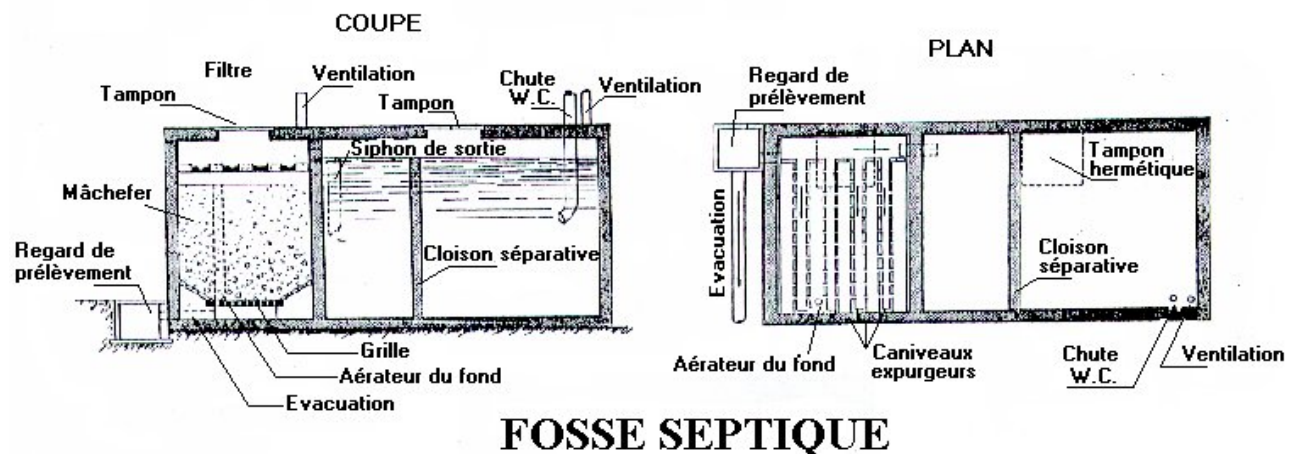 COUPE
Filtre
Ventilation
Tampon
Tampon
Chute
W.C.
Ventilation
Siphon de sortie
Mâchefer
Regard de
prélèvement
Cloison séparative
Grille
Aérateur du fond
Evacuation
PLAN
Regard de
prélèvement
Tampon
hermétique
Evacuation
Cloison
séparative
Aérateur du fond
Caniveaux
expurgeurs
Chute
W.C.
Ventilation
FOSSE SEPTIQUE